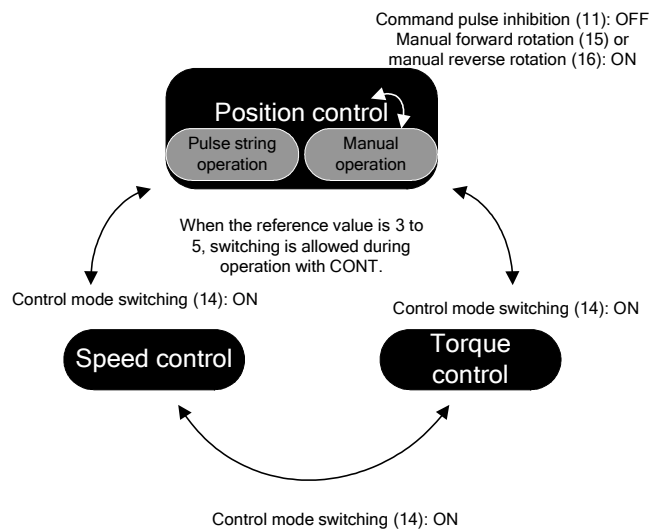 Command pulse inhibition (11): OFF
Manual forward rotation (15) or
manual reverse rotation (16): ON
Position control
Pulse string
operation
Manual
operation
When the reference value is 3 to
5, switching is allowed during
operation with CONT.
Control mode switching (14): ON
Control mode switching (14): ON
Speed control
Torque
control
Control mode switching (14): ON